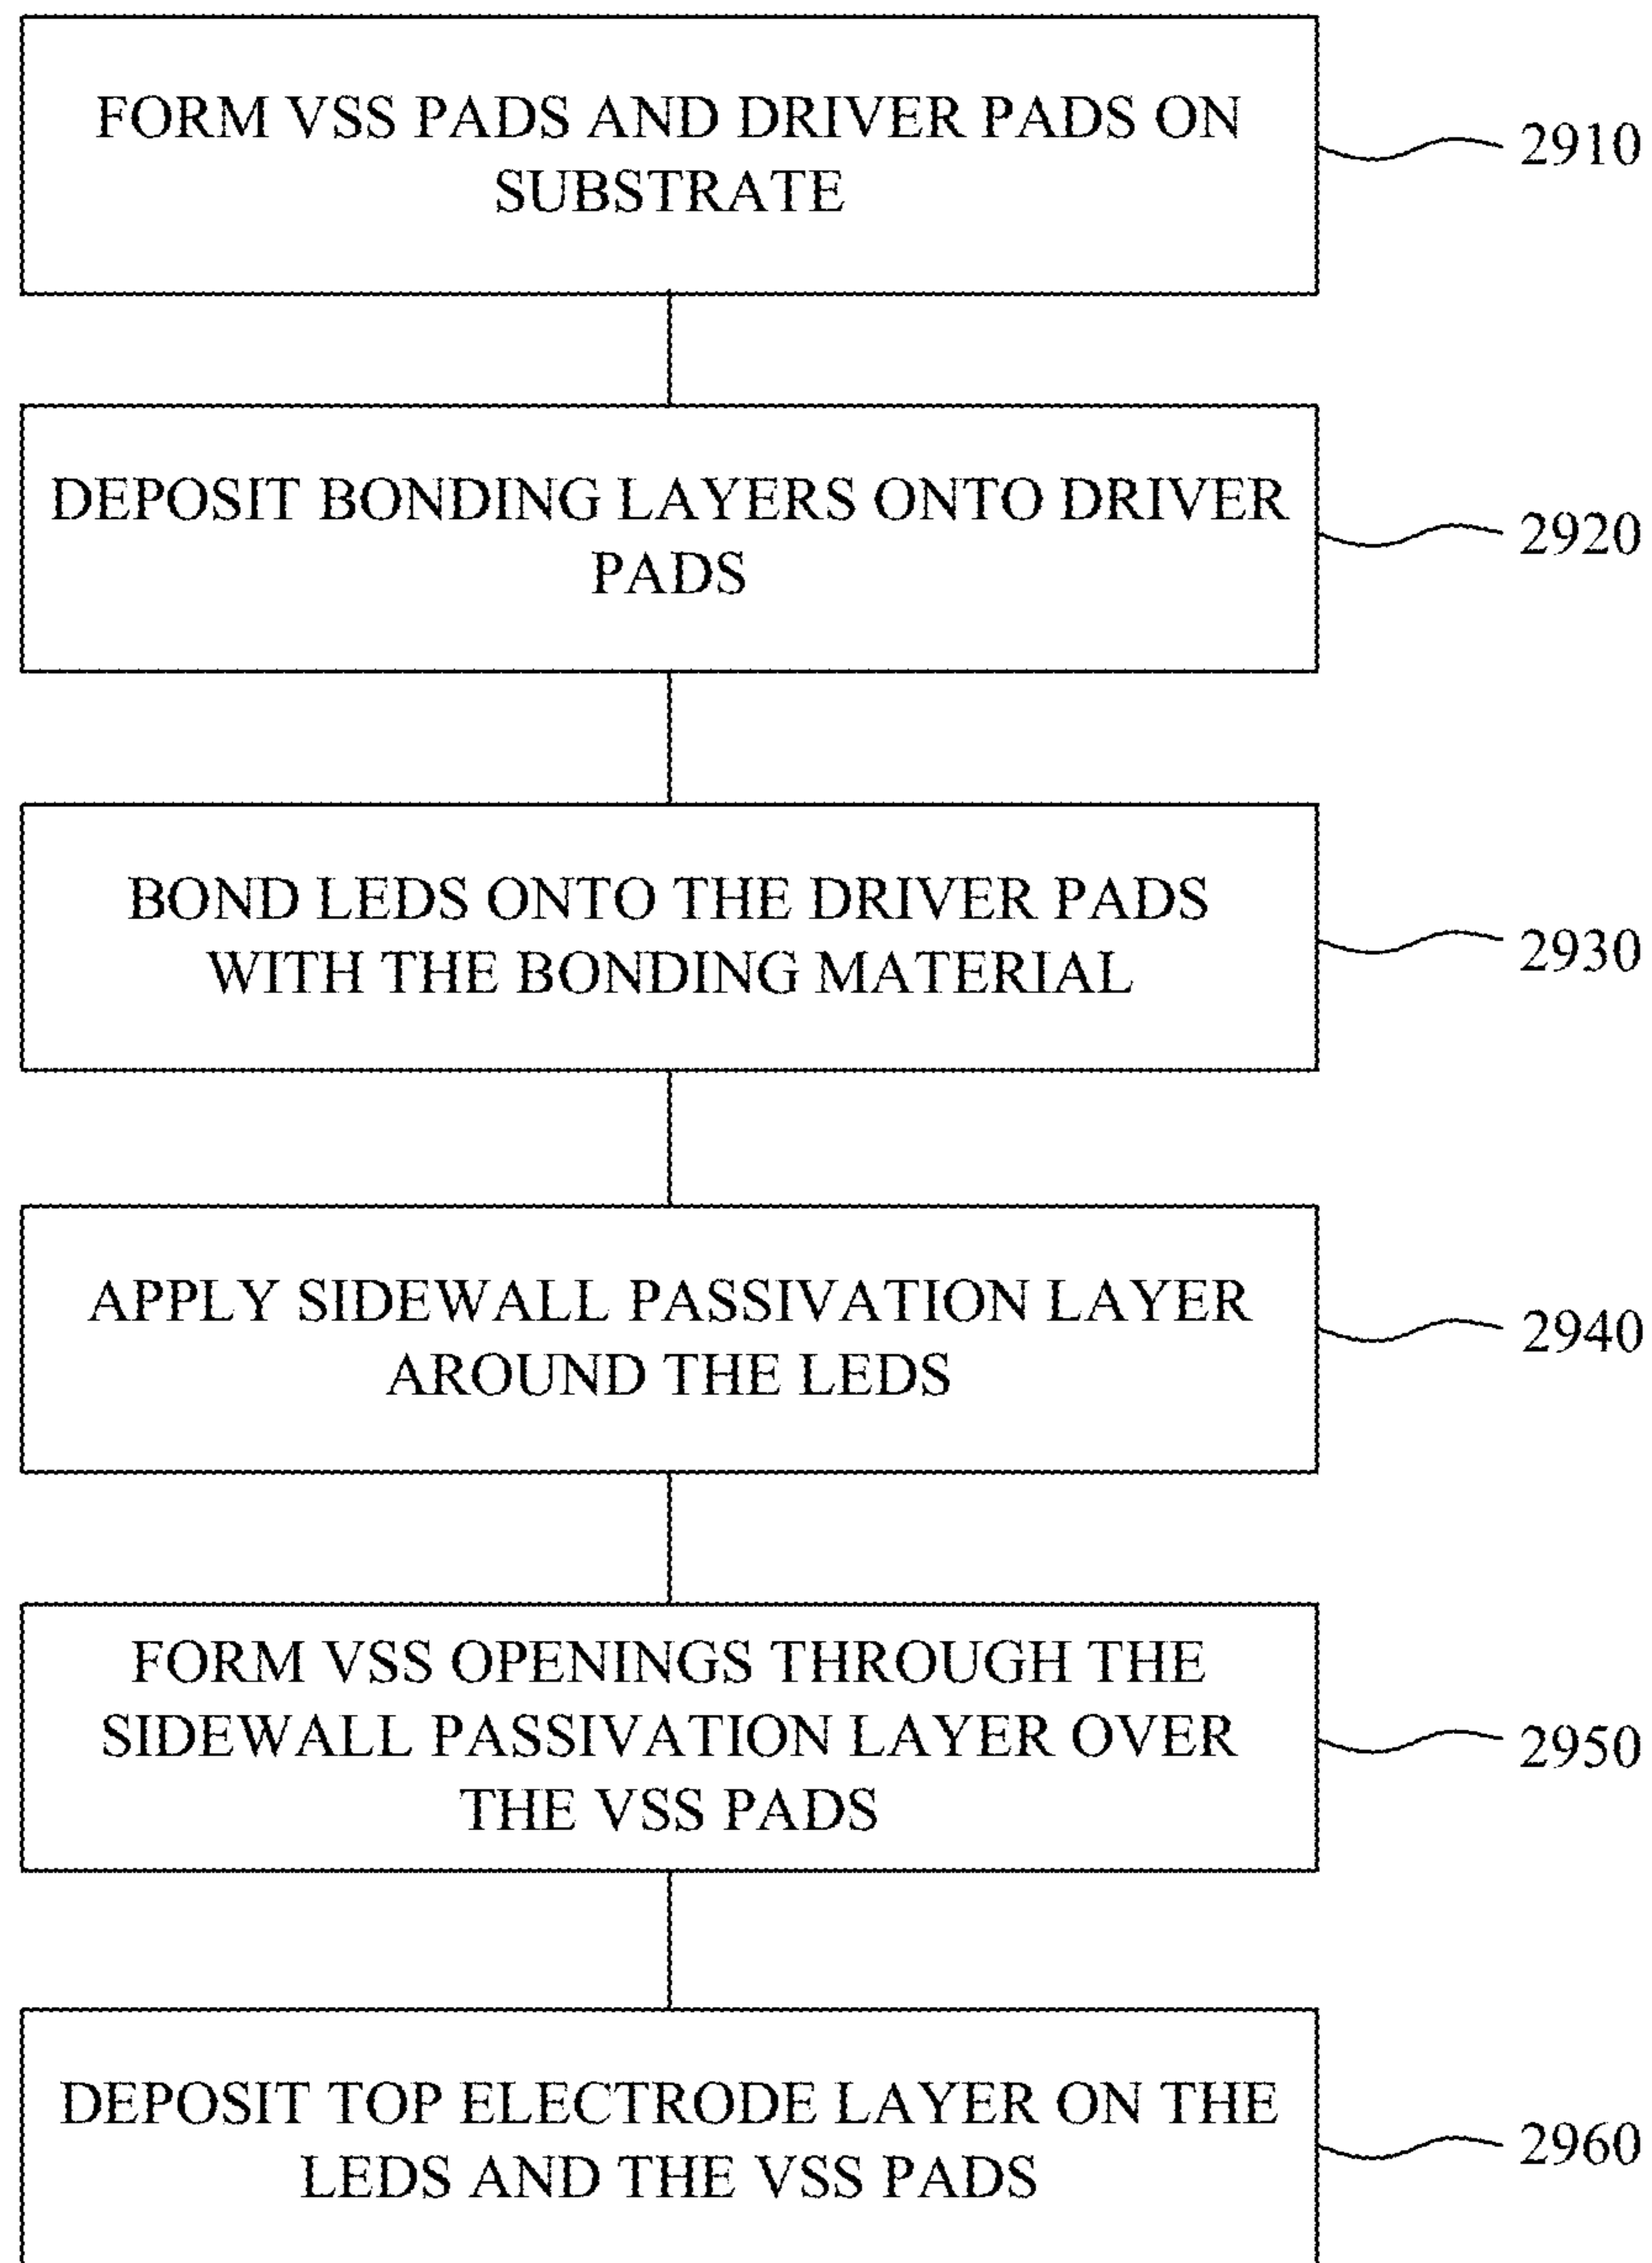 FORM VSS PADS AND DRIVER PADS ON
SUBSTRATE
2910
DEPOSIT BONDING LAYERS ONTO DRIVER
PADS
2920
BOND LEDS ONTO THE DRIVER PADS
WITH THE BONDING MATERIAL
2930
APPLY SIDEWALL PASSIVATION LAYER
AROUND THE LEDS
2940
FORM VSS OPENINGS THROUGH THE
SIDEWALL PASSIVATION LAYER OVER
THE VSS PADS
2950
DEPOSIT TOP ELECTRODE LAYER ON THE
LEDS AND THE VSS PADS
2960